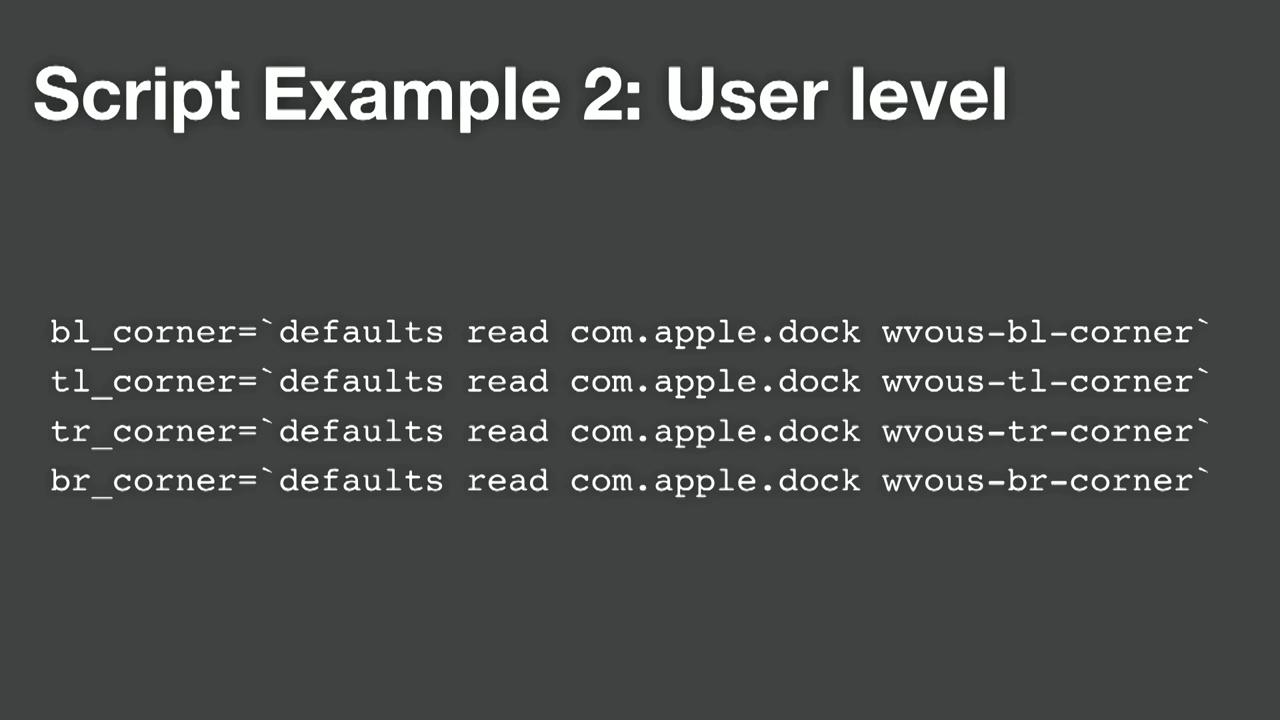 Script Example 2: User level
bl_corner=`defaults read com.apple.dock wvous-bl-corner`
tl_corner=`defaults read com.apple.dock wvous-tl-corner`
tr_corner=`defaults read com.apple.dock wvous-tr-corner`
br_corner=`defaults read com.apple.dock wvous-br-corner`